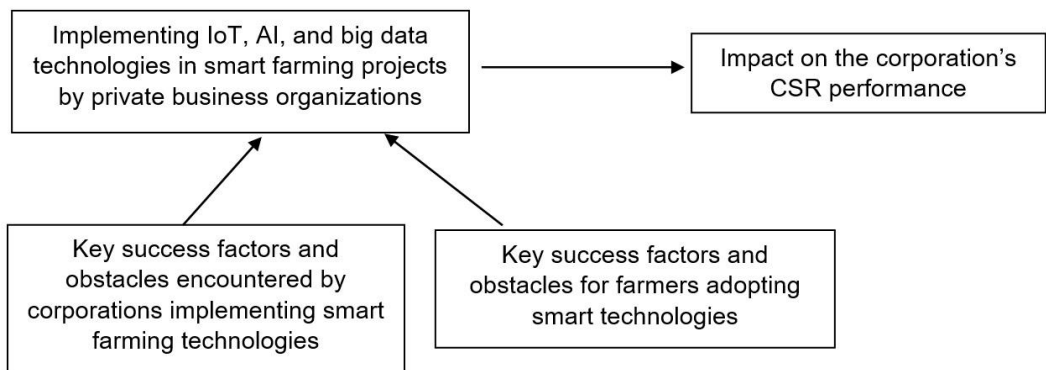 Implementing IoT, AI, and big data
technologies in smart farming projects
by private business organizations
Impact on the corporation’s
CSR performance
Key success factors and
obstacles encountered by
corporations implementing smart
farming technologies
Key success factors and
obstacles for farmers adopting
smart technologies